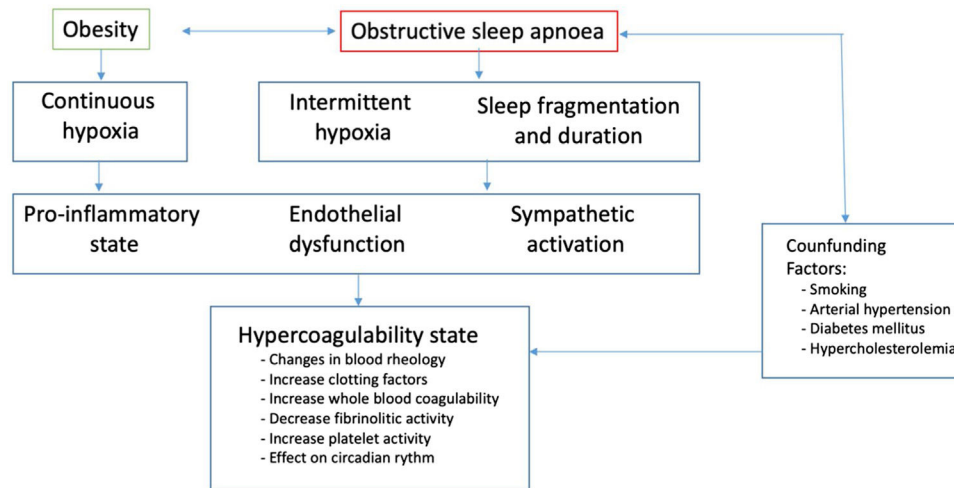 Obesity
Obstructive sleep apnoea
Continuous
hypoxia
Intermittent
hypoxia
Sleep fragmentation
and duration
Pro-inflammatory
state
Endothelial
dysfunction
Sympathetic
activation
Counfunding
Factors:
- Smoking
- Arterial hypertension
- Diabetes mellitus
- Hypercholesterolemia
Hypercoagulability state
- Changes in blood rheology
- Increase clotting factors
- Increase whole blood coagulability
- Decrease fibrinolitic activity
- Increase platelet activity
- Effect on circadian rythm